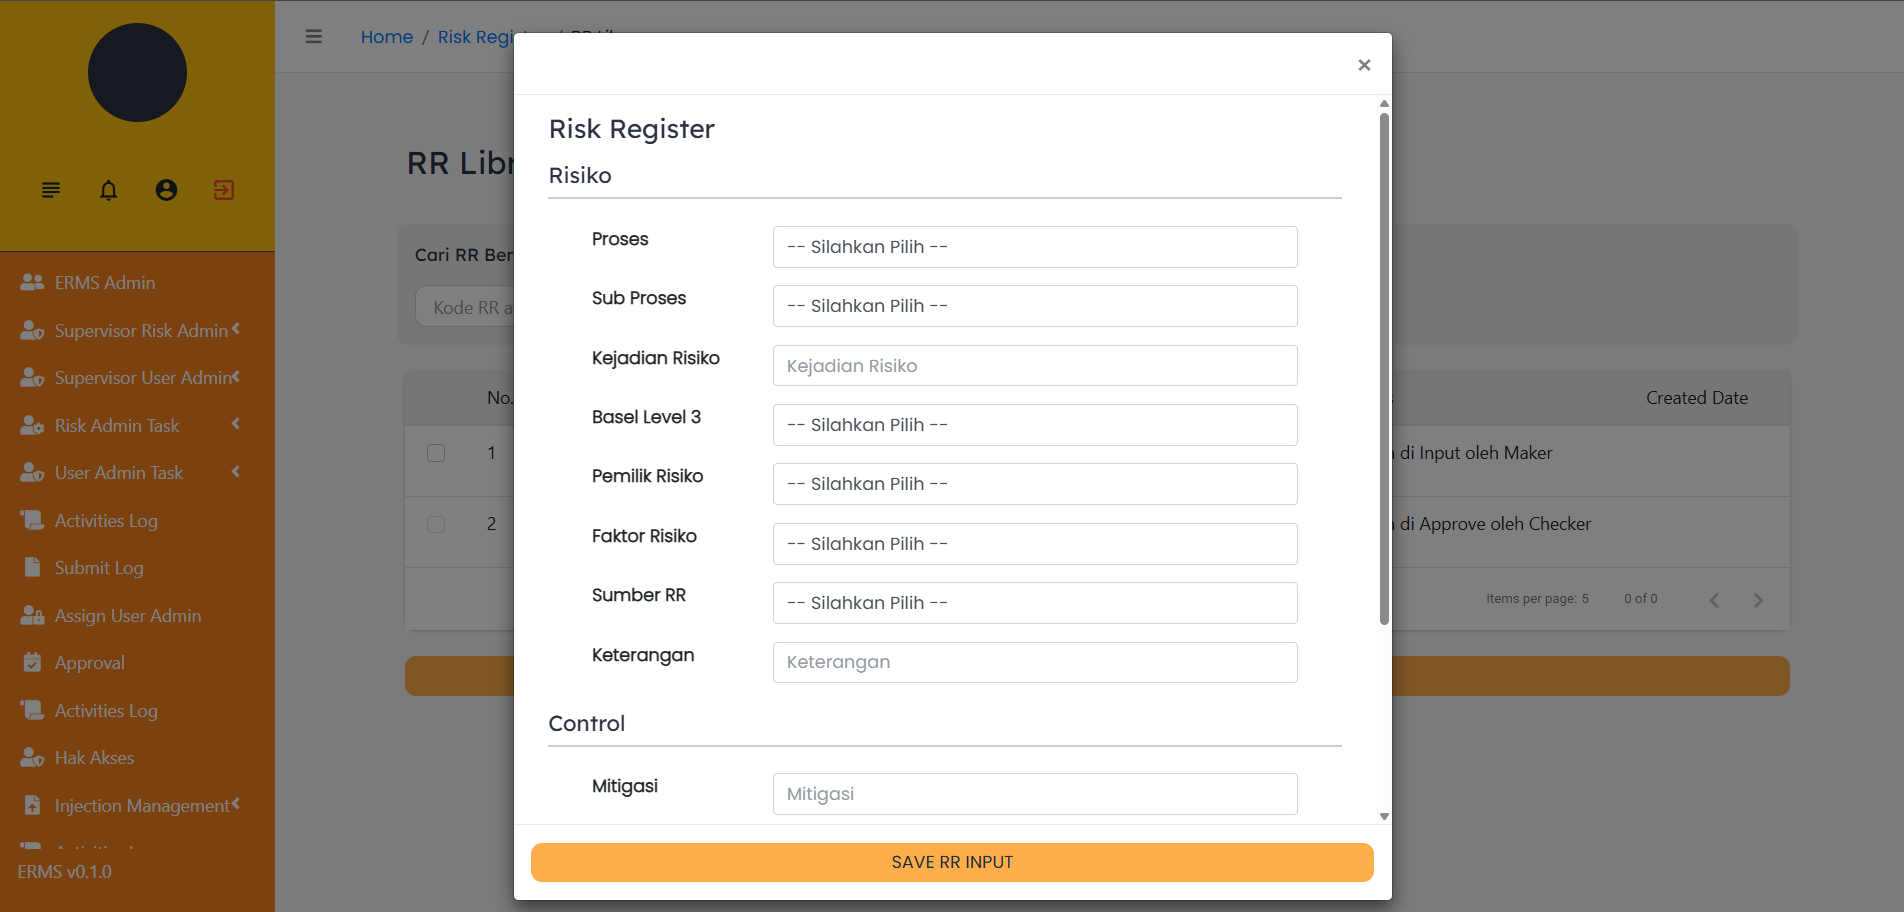 Home / Risk Regi
RR Libr
Cari RR Ber
Kode RR a
No.
Created Date
1
di Input oleh Maker
2
di Approve oleh Checker
Items per page: 5
0 of 0
ERMS Admin
Supervisor Risk Admin
Supervisor User Admin
Risk Admin Task
User Admin Task
Activities Log
Submit Log
Assign User Admin
Approval
Activities Log
Hak Akses
Injection Management
ERMS v0.1.0
×
Risk Register
Risiko
Proses
-- Silahkan Pilih --
Sub Proses
-- Silahkan Pilih --
Kejadian Risiko
Kejadian Risiko
Basel Level 3
-- Silahkan Pilih --
Pemilik Risiko
-- Silahkan Pilih --
Faktor Risiko
-- Silahkan Pilih --
Sumber RR
-- Silahkan Pilih --
Keterangan
Keterangan
Control
Mitigasi
Mitigasi
SAVE RR INPUT